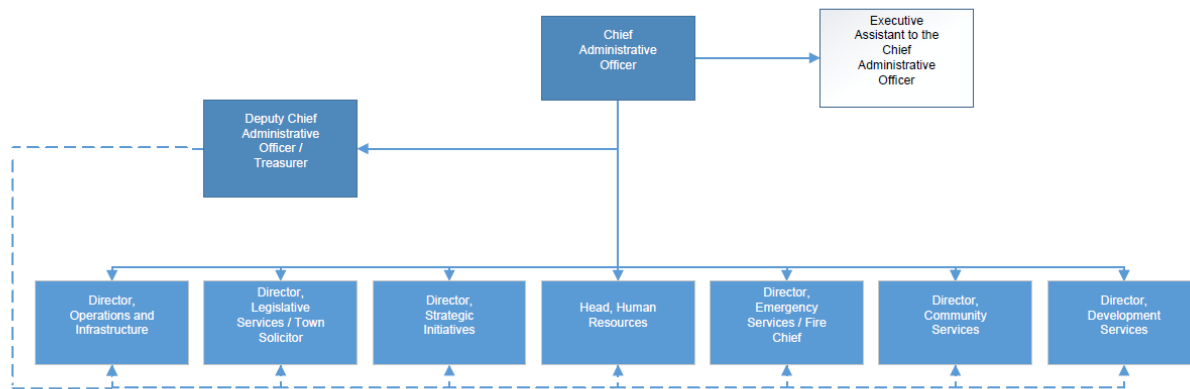 Chief
Administrative
Officer
Executive
Assistant to the
Chief
Administrative
Officer
Deputy Chief
Administrative
Officer /
Treasurer
Director,
Operations and
Infrastructure
Director,
Legislative
Services / Town
Solicitor
Director,
Strategic
Initiatives
Head, Human
Resources
Director,
Emergency
Services / Fire
Chief
Director,
Community
Services
Director,
Development
Services